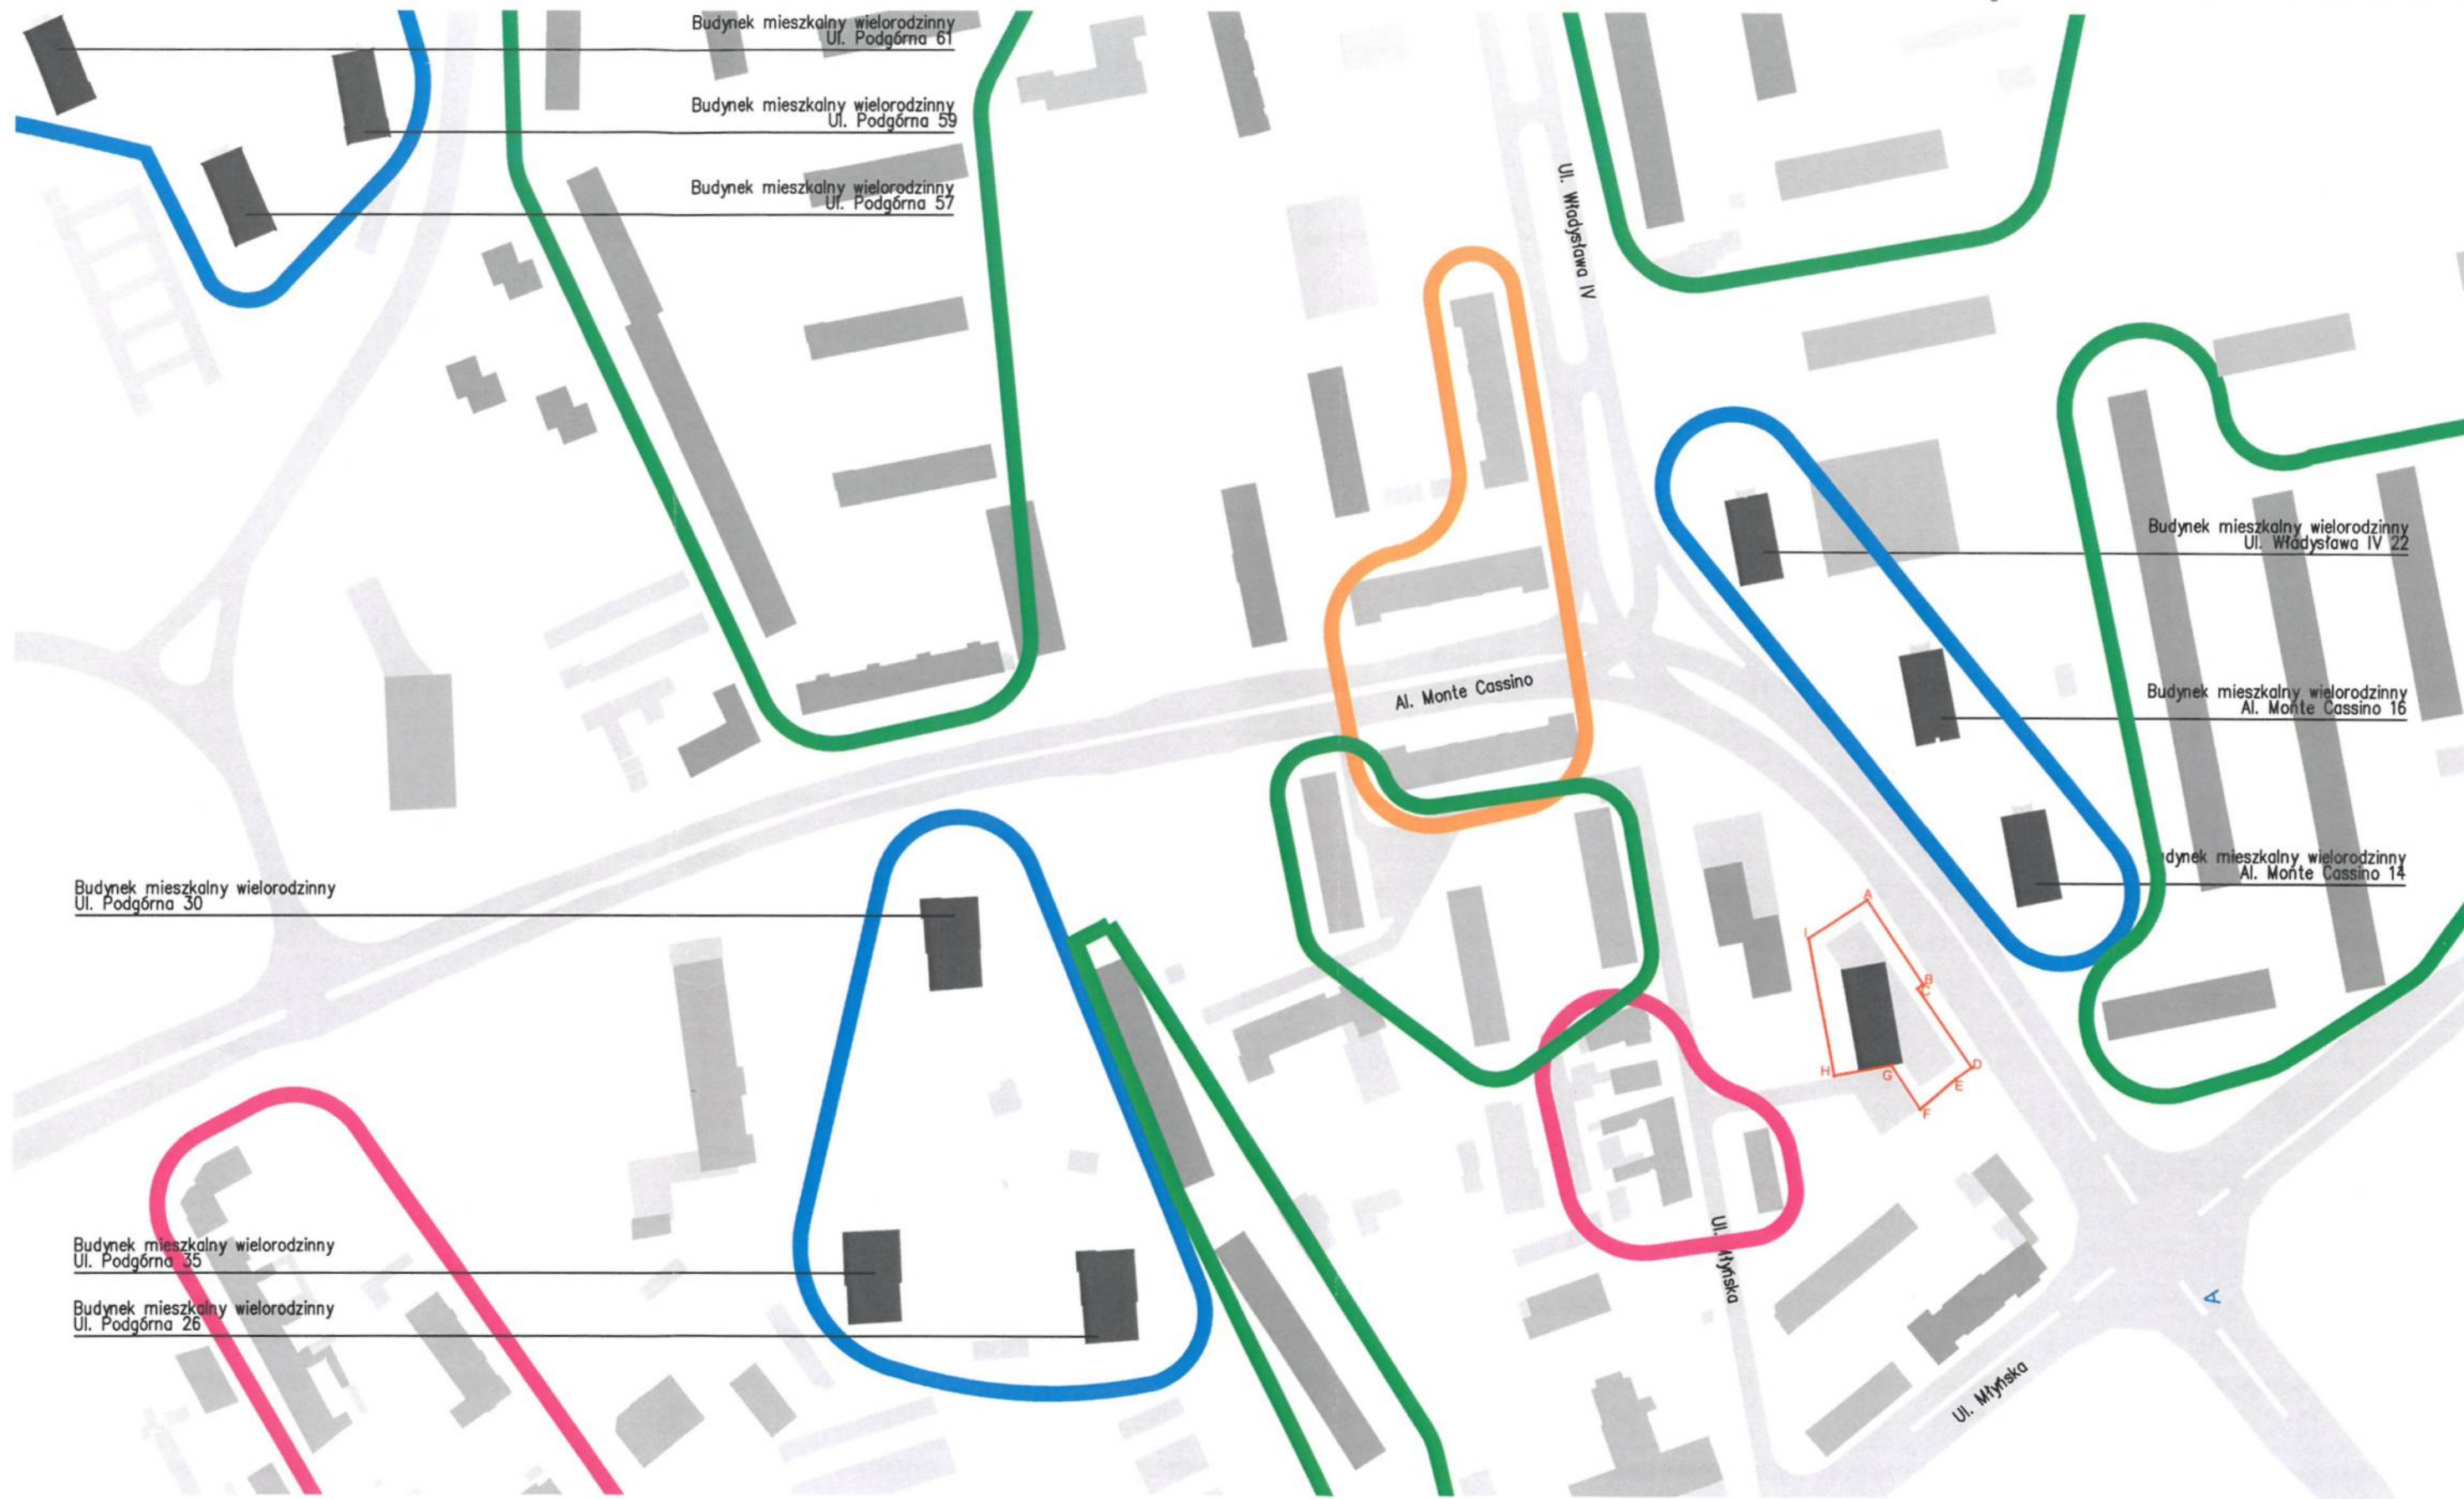 Budynek mieszkalny wielorodzinny
Ul. Podgórna 61
Budynek mieszkalny wielorodzinny
Ul. Podgórna 59
Budynek mieszkalny wielorodzinny
Ul. Podgórna 57
Ul. Władysława IV
Budynek mieszkalny wielorodzinny
Ul. Władysława IV 22
Al. Monte Cassino
Budynek mieszkalny wielorodzinny
Al. Monte Cassino 16
mieszkalny wielorodzinny
Al. Monte Cassino 14
Budynek mieszkalny wielorodzinny
Ul. Podgórna 30
A
I
B
C
D
E
H
G
F
Budynek mieszkalny wielorodzinny
Ul. Podgórna 35
Ul. Młyńska
Budynek mieszkalny wielorodzinny
Ul. Podgórna 26
A
Ul. Młyńska